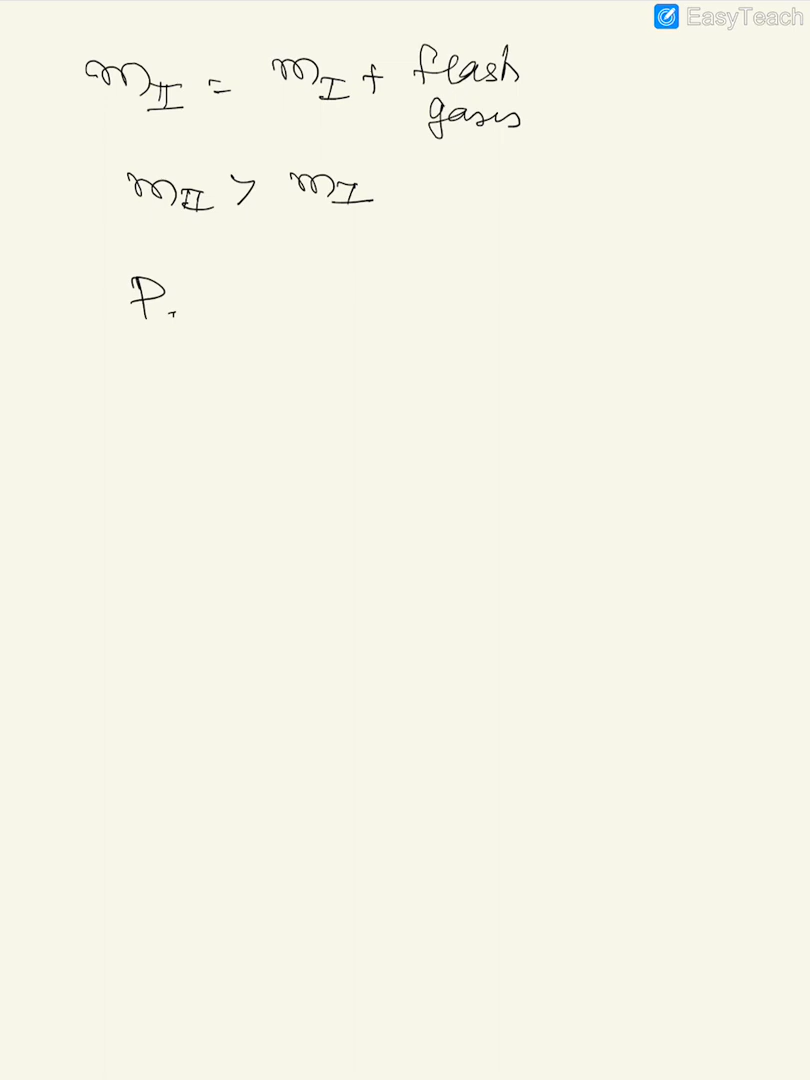 EasyTeach
m_II = m_I + flash
gases
m_II > m_I
P.